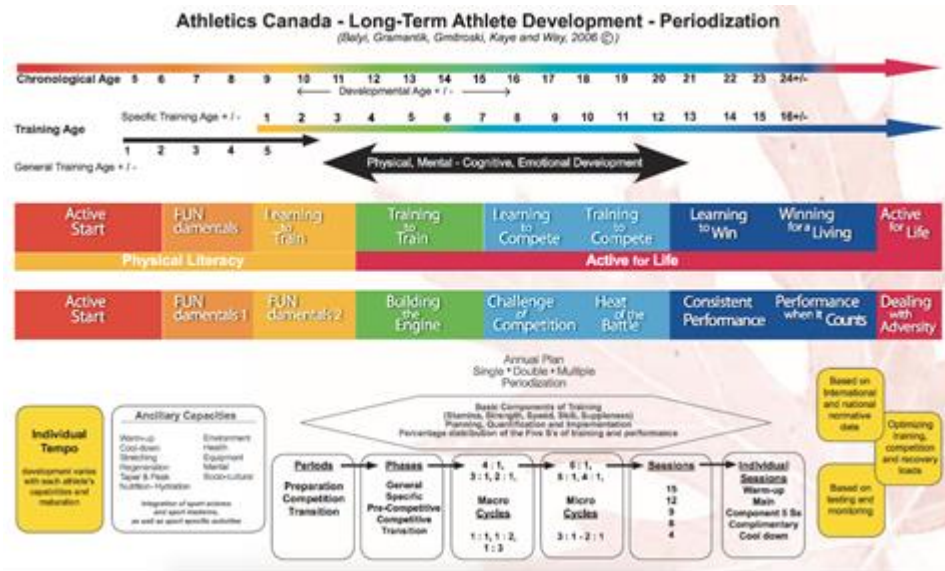 Athletics Canada - Long-Term Athlete Development - Periodization
(Balyi, Gramantik, Gmitroski, Kaye and Way, 2006 ©)
Chronological Age 5 6 7 8 9 10 11 12 13 14 15 16 17 18 19 20 21 22 23 24+/-
Developmental Age + / -
Specific Training Age + / - 1 2 3 4 5 6 7 8 9 10 11 12 13 14 15 16+/-
Training Age
1 2 3 4 5
General Training Age + / -
Physical, Mental - Cognitive, Emotional Development
Active Start
FUN damentals
Learning to Train
Training to Train
Learning to Compete
Training to Compete
Learning to Win
Winning for a Living
Active for Life
Physical Literacy
Active for Life
Active Start
FUN damentals 1
FUN damentals 2
Building the Engine
Challenge of Competition
Heat of the Battle
Consistent Performance
Performance when it Counts
Dealing with Adversity
Annual Plan
Single • Double • Multiple
Periodization
Basic Components of Training
(Stamina, Strength, Speed, Skill, Suppleness)
Planning, Quantification and Implementation
Percentage distribution of the Five S's of training and performance
Individual
Tempo
development varies
with each athlete's
capabilities and
maturation
Ancillary Capacities
Warm-up
Cool-down
Stretching
Regeneration
Taper & Peak
Nutrition - Hydration
Environment
Health
Equipment
Mental
Socio-cultural
Integration of sport science
and sport medicine,
as well as sport specific activities
Periods
Preparation
Competition
Transition
Phases
General
Specific
Pre-Competitive
Competitive
Transition
4 : 1,
3 : 1, 2 : 1,
Macro
Cycles
1 : 1, 1 : 2,
1 : 3
6 : 1,
5 : 1, 4 : 1,
Micro
Cycles
3 : 1 - 2 : 1
Sessions
15
12
9
6
4
Individual
Sessions
Warm-up
Main
Component 5 Ss
Complimentary
Cool down
Based on
International
and national
normative
data
Optimizing
training,
competition
and recovery
loads
Based on
testing and
monitoring